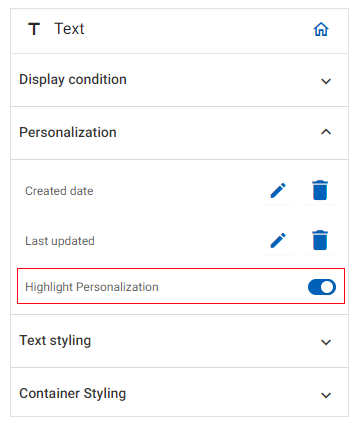 Text
Display condition
Personalization
Created date
Last updated
Highlight Personalization
Text styling
Container Styling